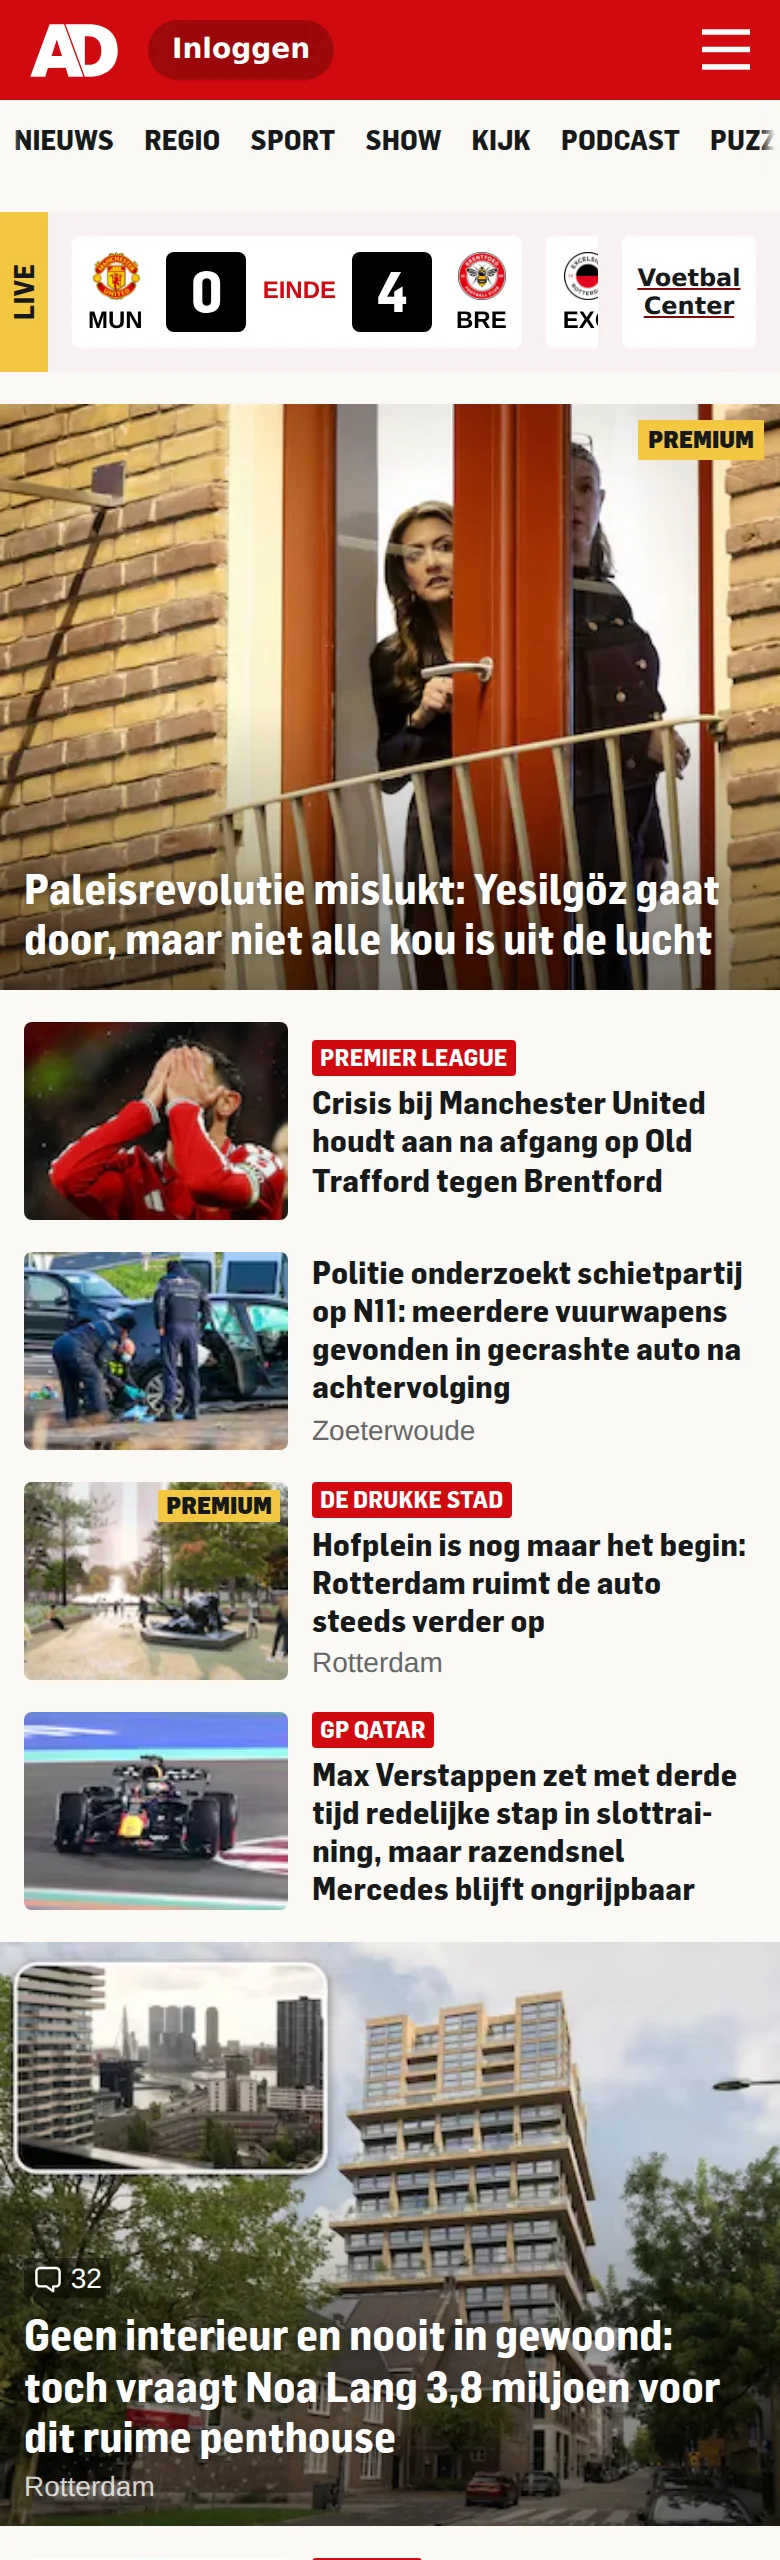 AD
Inloggen
NIEUWS REGIO SPORT SHOW KIJK PODCAST PUZZ
LIVE
MUN 0 EINDE 4 BRE
EXC
Voetbal
Center
PREMIUM
Paleisrevolutie mislukt: Yesilgöz gaat
door, maar niet alle kou is uit de lucht
PREMIER LEAGUE
Crisis bij Manchester United
houdt aan na afgang op Old
Trafford tegen Brentford
Politie onderzoekt schietpartij
op N11: meerdere vuurwapens
gevonden in gecrashte auto na
achtervolging
Zoeterwoude
PREMIUM
DE DRUKKE STAD
Hofplein is nog maar het begin:
Rotterdam ruimt de auto
steeds verder op
Rotterdam
GP QATAR
Max Verstappen zet met derde
tijd redelijke stap in slottrai-
ning, maar razendsnel
Mercedes blijft ongrijpbaar
32
Geen interieur en nooit in gewoond:
toch vraagt Noa Lang 3,8 miljoen voor
dit ruime penthouse
Rotterdam